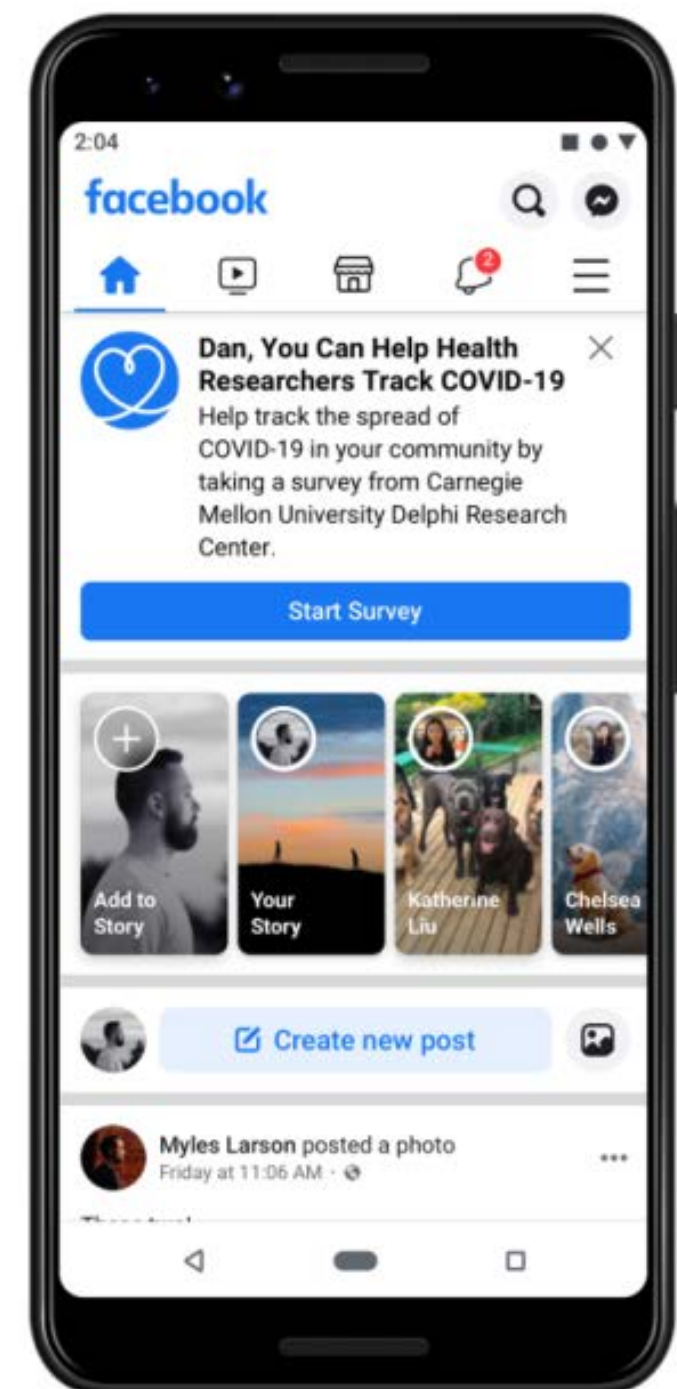 2:04
facebook
2
Dan, You Can Help Health
Researchers Track COVID-19
Help track the spread of
COVID-19 in your community by
taking a survey from Carnegie
Mellon University Delphi Research
Center.
Start Survey
Add to
Story
Your
Story
Katherine
Liu
Chelsea
Wells
Create new post
Myles Larson posted a photo
Friday at 11:06 AM ·